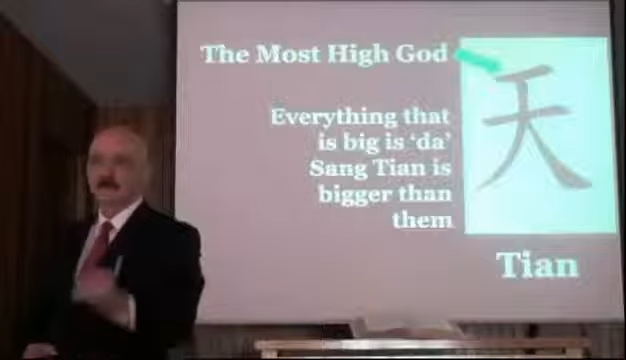 The Most High God
Everything that
is big is ‘da’
Sang Tian is
bigger than
them
天
Tian